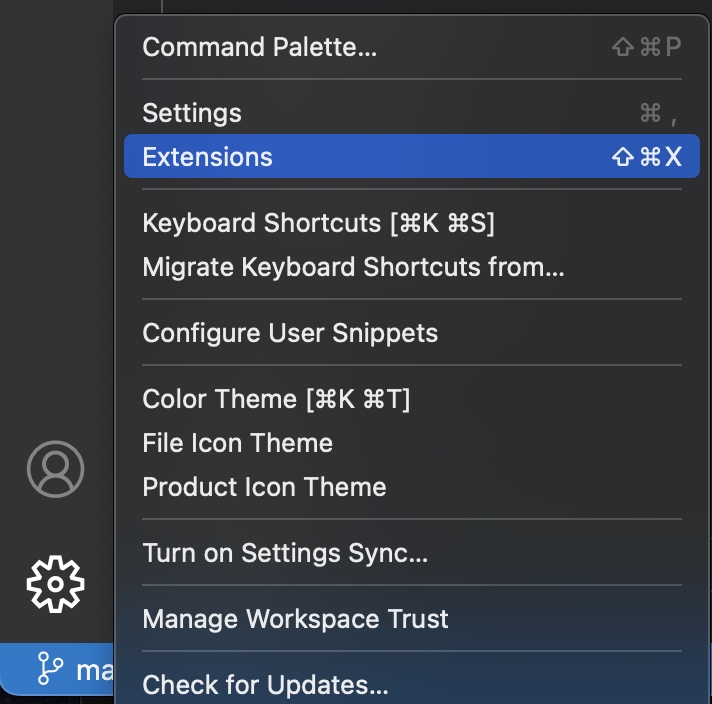 Command Palette... ⇧⌘P
Settings ⌘ ,
Extensions ⇧⌘X
Keyboard Shortcuts [⌘K ⌘S]
Migrate Keyboard Shortcuts from...
Configure User Snippets
Color Theme [⌘K ⌘T]
File Icon Theme
Product Icon Theme
Turn on Settings Sync...
Manage Workspace Trust
ma
Check for Updates...